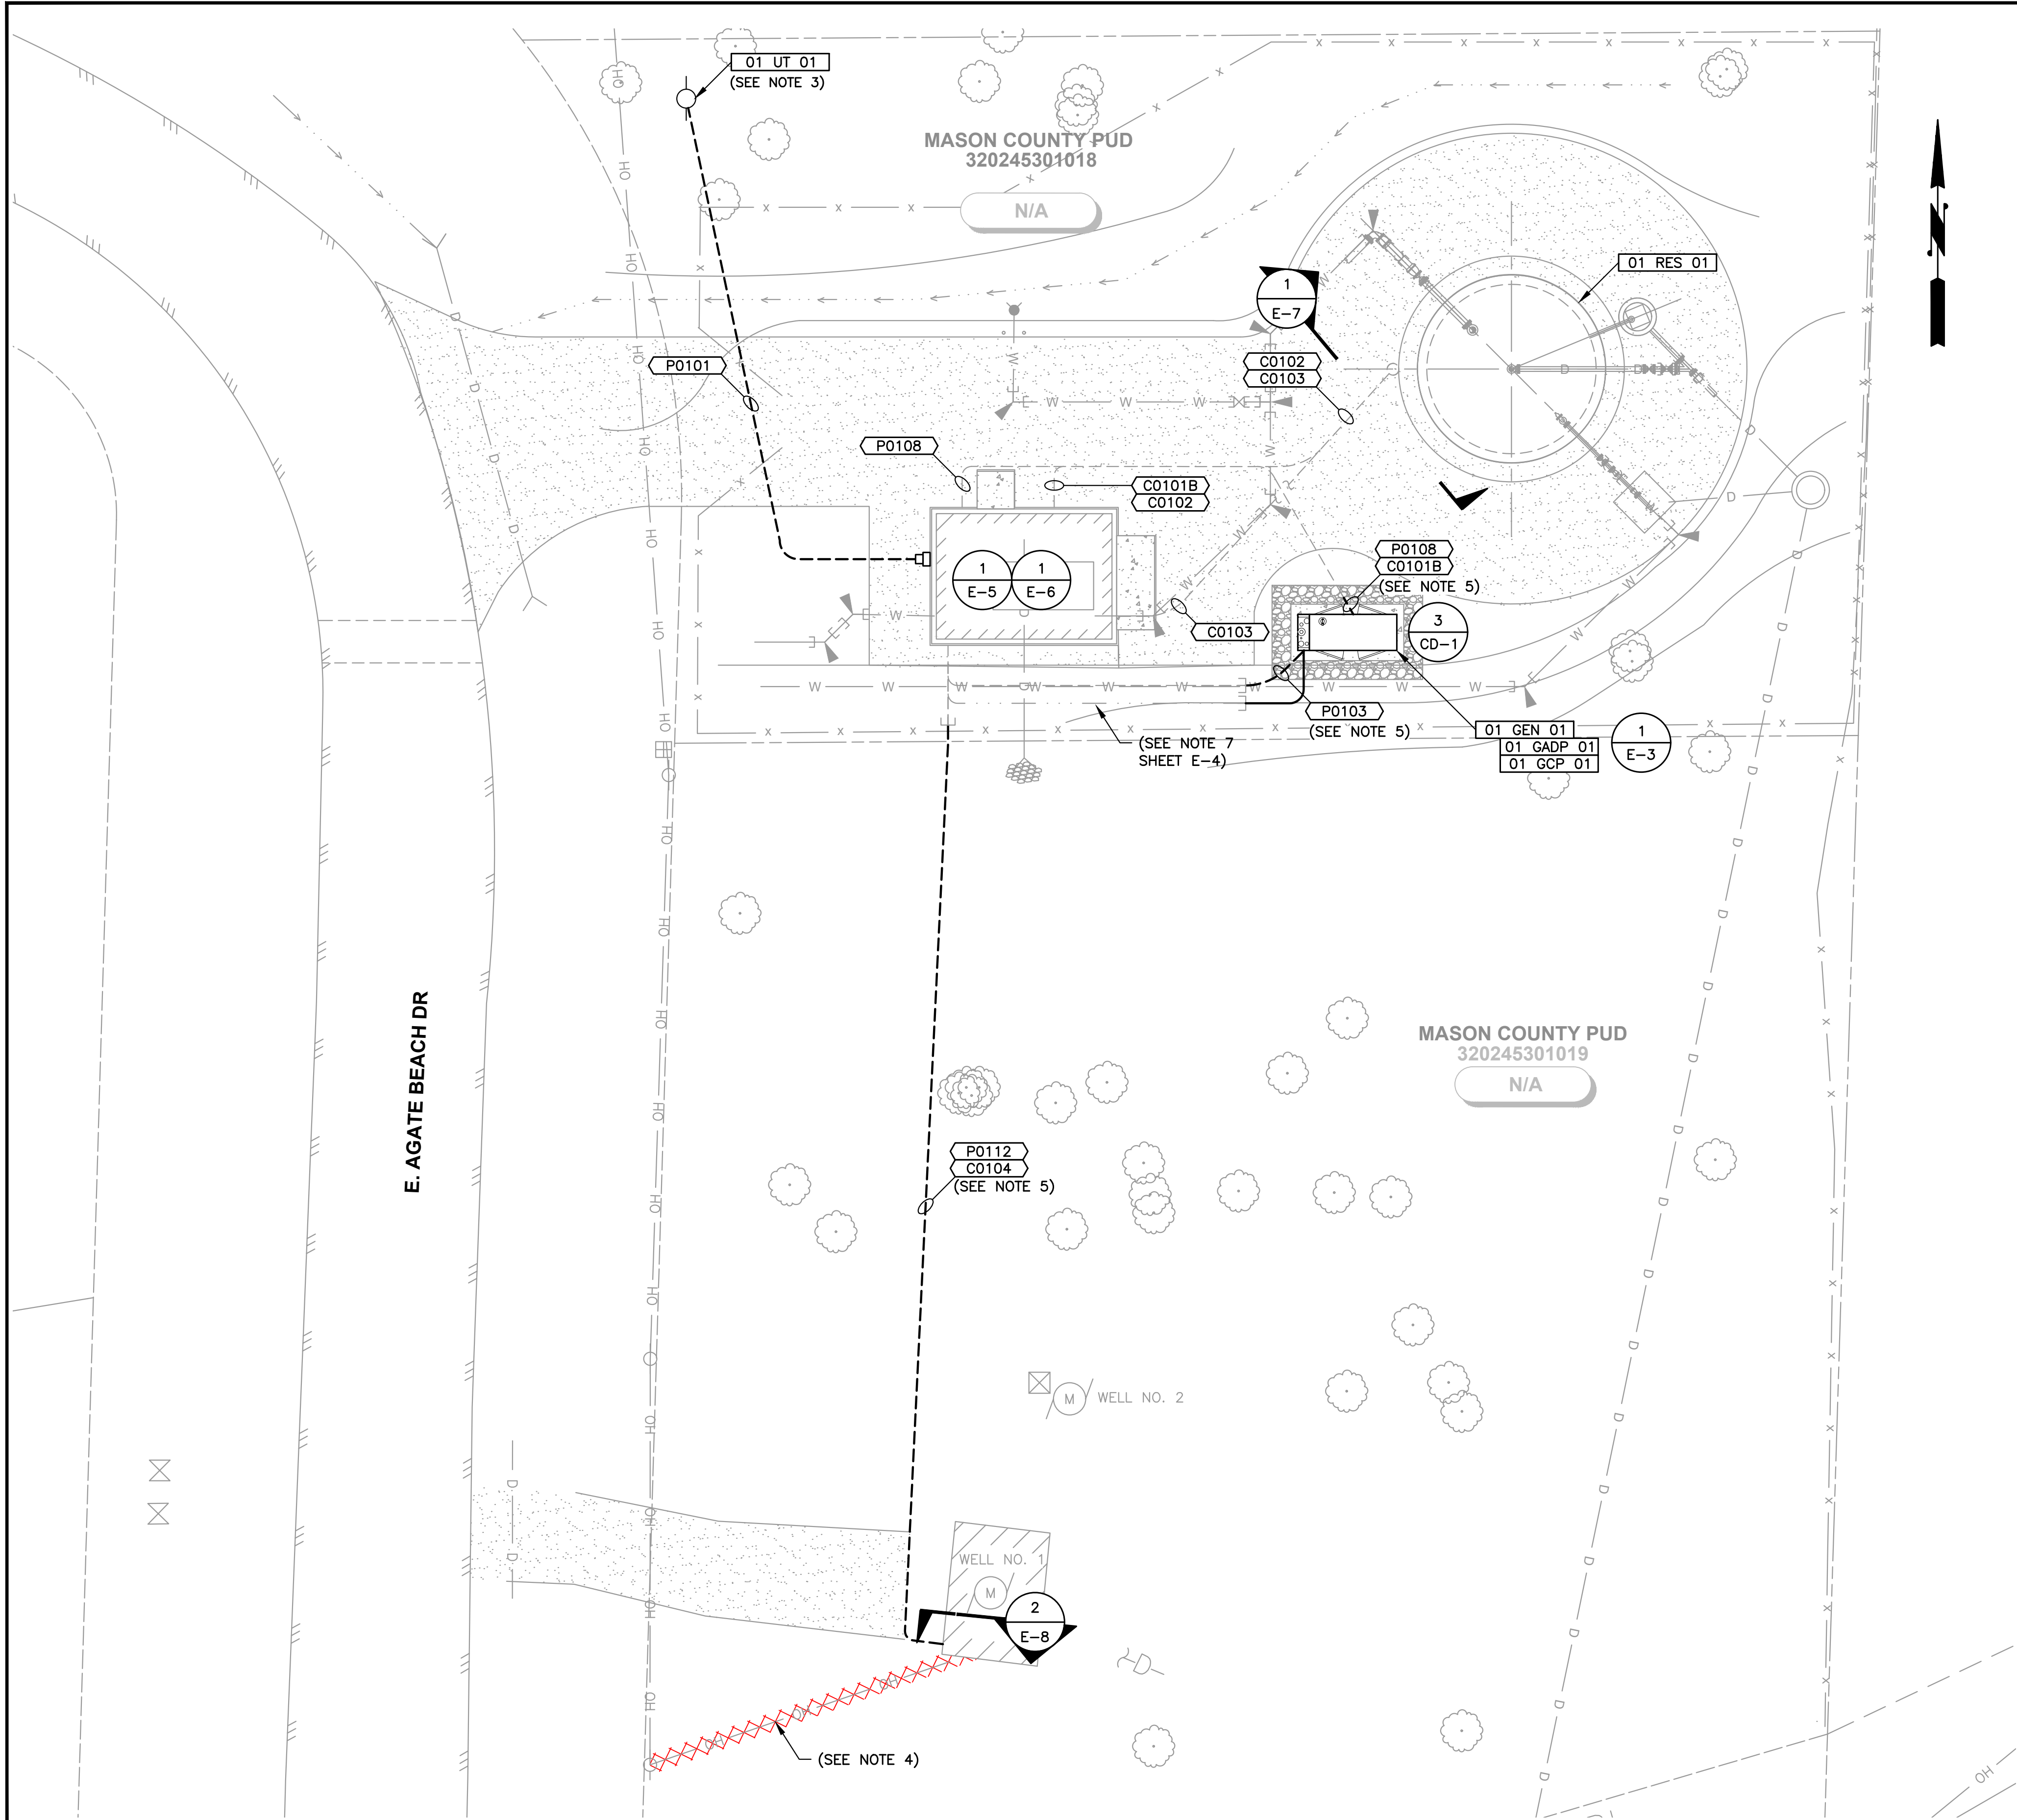 01 UT 01
(SEE NOTE 3)
MASON COUNTY PUD
320245301018
N/A
N
01 RES 01
1
E-7
P0101
C0102
C0103
P0108
C0101B
C0102
1
E-5
1
E-6
P0108
C0101B
(SEE NOTE 5)
3
CD-1
C0103
P0103
(SEE NOTE 5)
(SEE NOTE 7
SHEET E-4)
01 GEN 01
01 GADP 01
01 GCP 01
1
E-3
E. AGATE BEACH DR
MASON COUNTY PUD
320245301019
N/A
P0112
C0104
(SEE NOTE 5)
M
WELL NO. 2
WELL NO. 1
M
2
E-8
(SEE NOTE 4)
OH